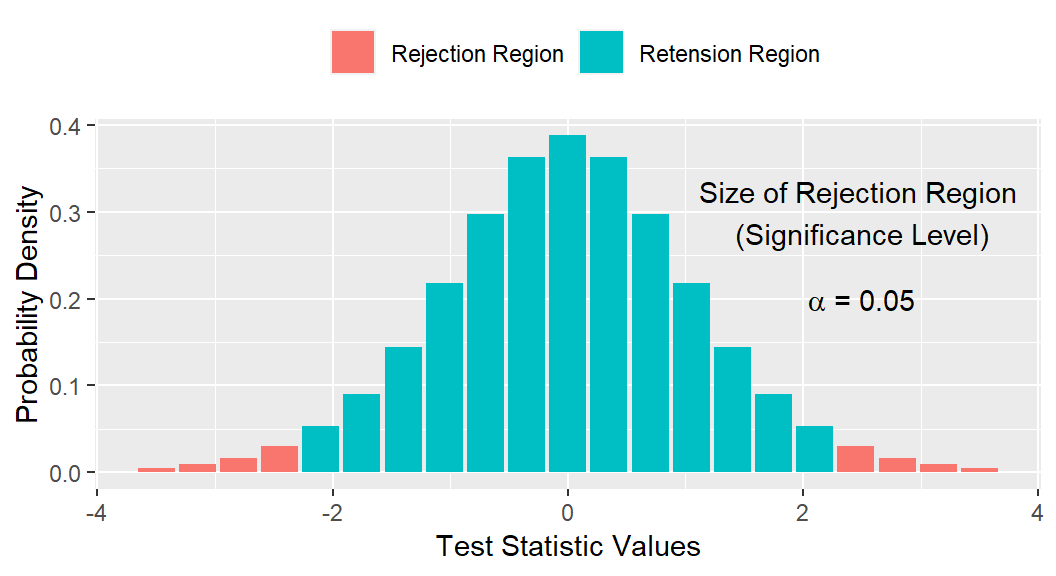 Rejection Region
Retension Region
Size of Rejection Region
(Significance Level)
α = 0.05
Probability Density
0.4
0.3
0.2
0.1
0.0
-4
-2
0
2
4
Test Statistic Values